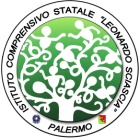 ISTITUTO COMPRENSIVO STATALE "LEONARDO SCIASCIA"
PALERMO